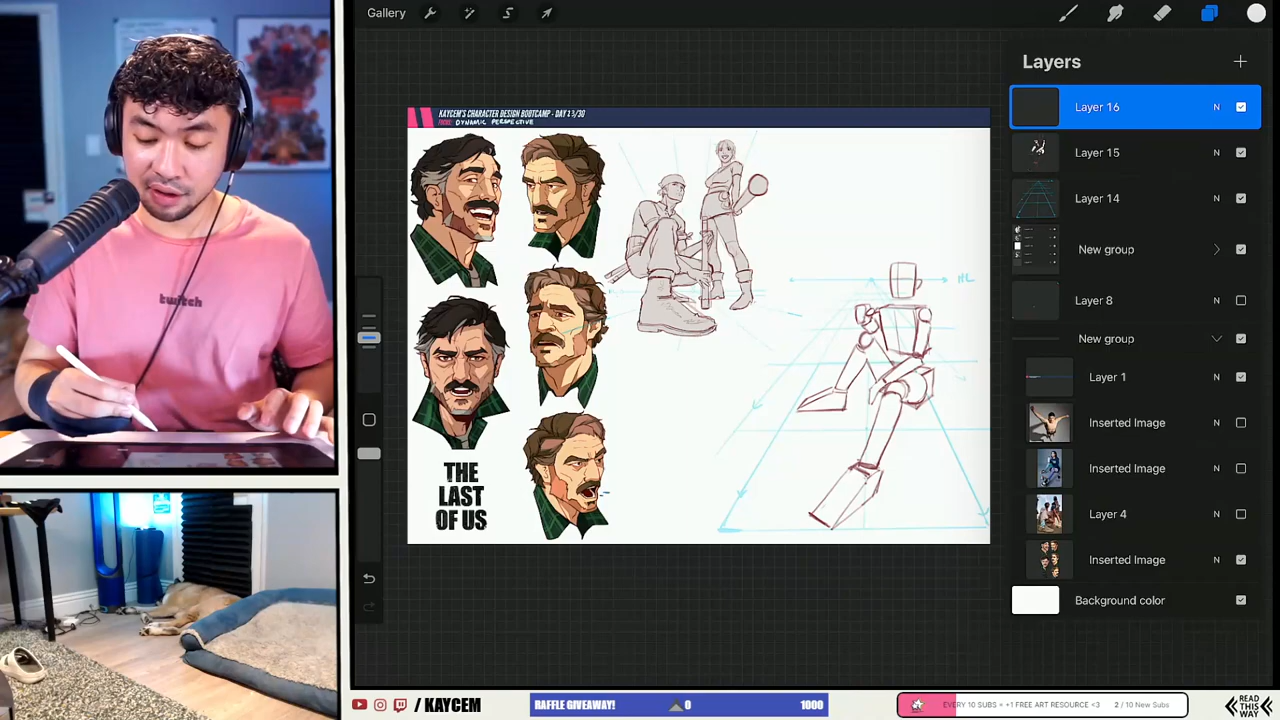 Gallery
Layers
KAYCEM'S CHARACTER DESIGN BOOTCAMP - DAY 13/30
FOCUS: DYNAMIC PERSPECTIVE
Layer 16 N
Layer 15 N
Layer 14 N
New group
Layer 8 N
New group
Layer 1 N
Inserted Image N
Inserted Image N
Layer 4 N
Inserted Image N
Background color
HL
THE
LAST
OF US
twitch
/ KAYCEM
RAFFLE GIVEAWAY! 0 1000
EVERY 10 SUBS = +1 FREE ART RESOURCE <3 2 / 10 New Subs
READ
THIS
WAY